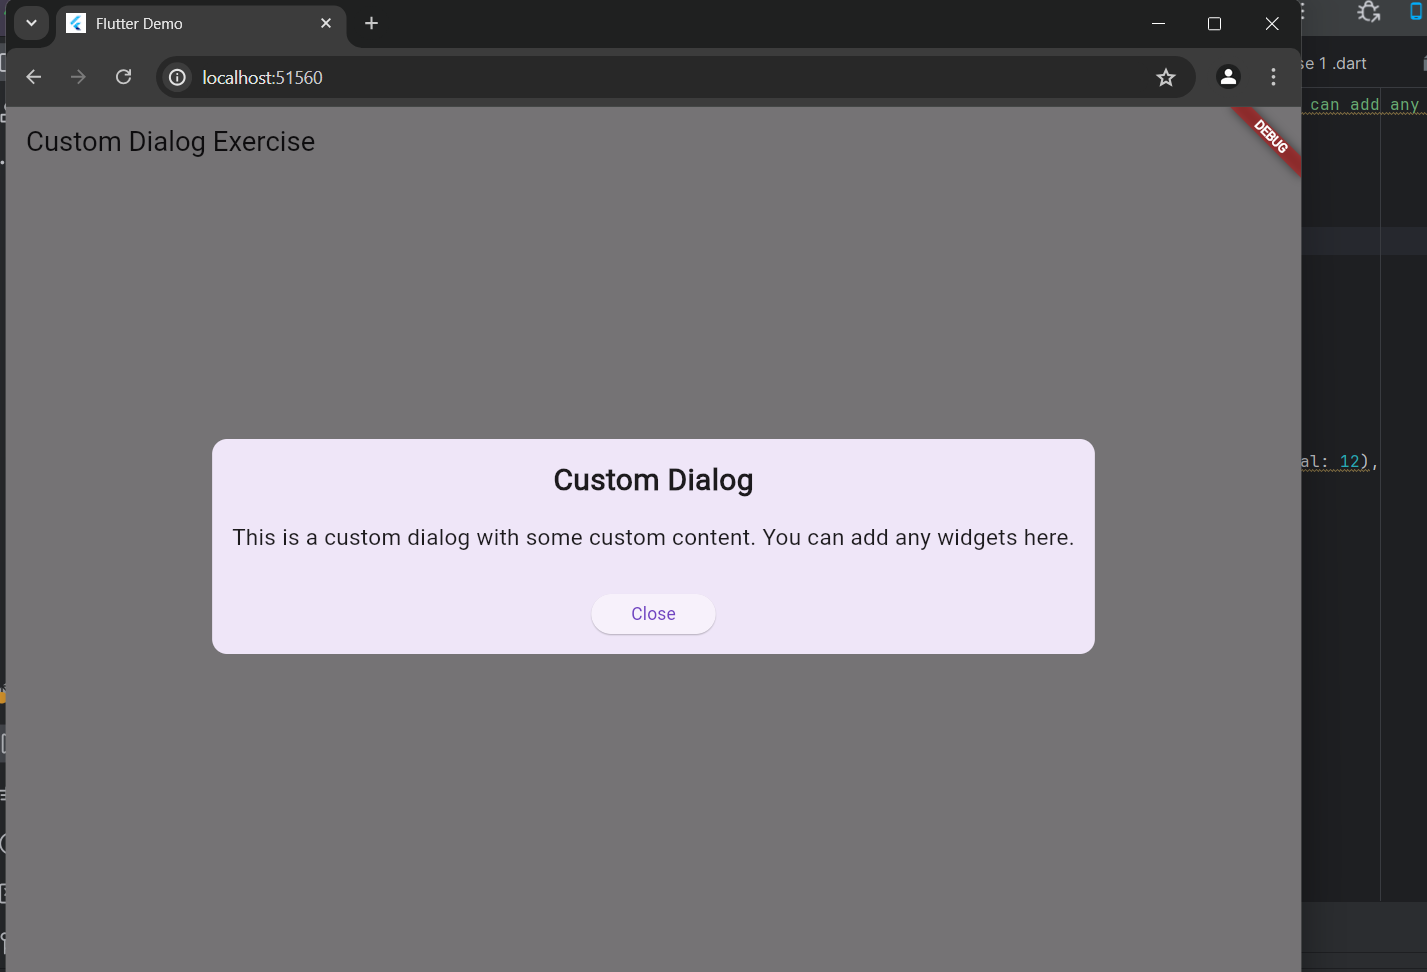 Flutter Demo
localhost:51560
se 1 .dart
can add any
Custom Dialog Exercise
DEBUG
al: 12),
Custom Dialog
This is a custom dialog with some custom content. You can add any widgets here.
Close